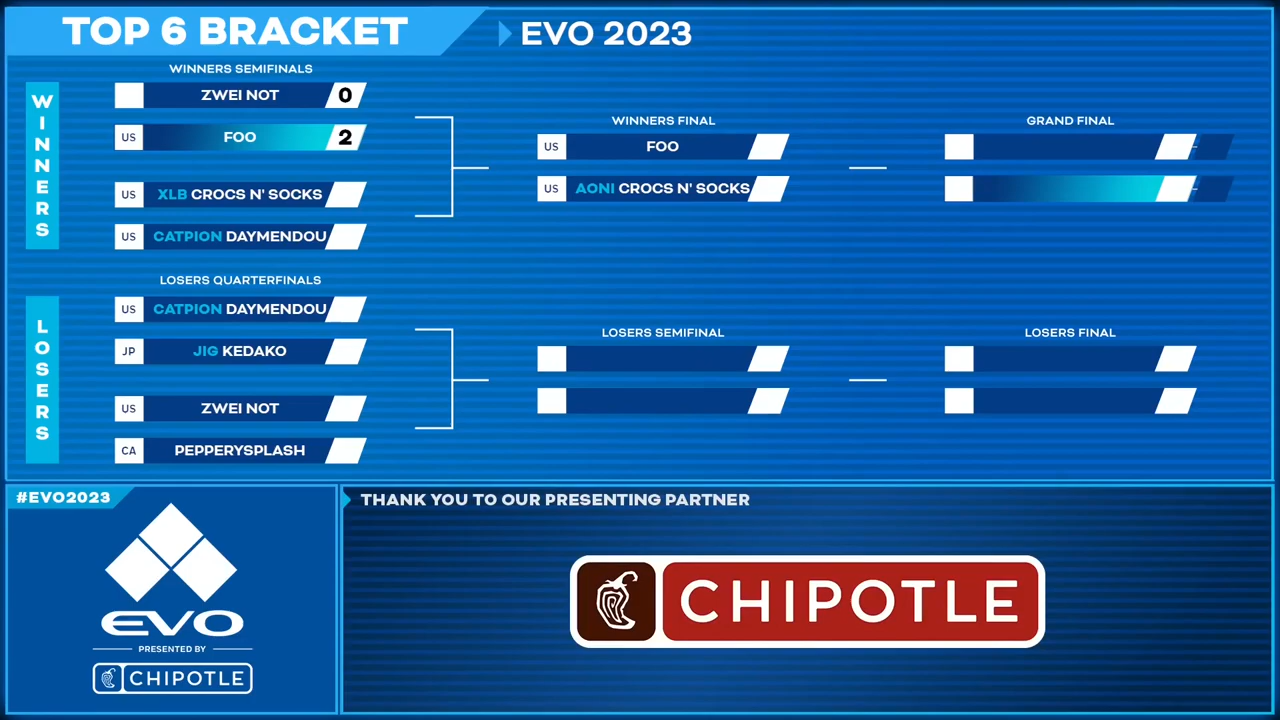 TOP 6 BRACKET
EVO 2023
WINNERS
WINNERS SEMIFINALS
ZWEI NOT 0
US FOO 2
US XLB CROCS N' SOCKS
US CATPION DAYMENDOU
WINNERS FINAL
US FOO
US AONI CROCS N' SOCKS
GRAND FINAL
LOSERS
LOSERS QUARTERFINALS
US CATPION DAYMENDOU
JP JIG KEDAKO
US ZWEI NOT
CA PEPPERYSPLASH
LOSERS SEMIFINAL
LOSERS FINAL
#EVO2023
EVO
PRESENTED BY
CHIPOTLE
THANK YOU TO OUR PRESENTING PARTNER
CHIPOTLE